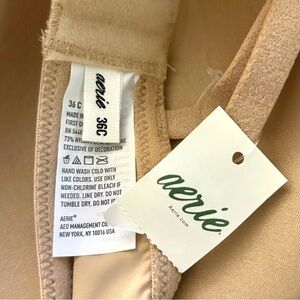 aerie 36C
36 C
MADE IN
FIRST
RN 54485
73% NYLON
EXCLUSIVE OF DECORATION
HAND WASH COLD WITH
LIKE COLORS. USE ONLY
NON-CHLORINE BLEACH IF
NEEDED. LINE DRY. DO NOT
TUMBLE DRY. DO NOT
AERIE®
AEO MANAGEMENT CO.
NEW YORK, NY 10016 USA
aerie®
Aerie.com